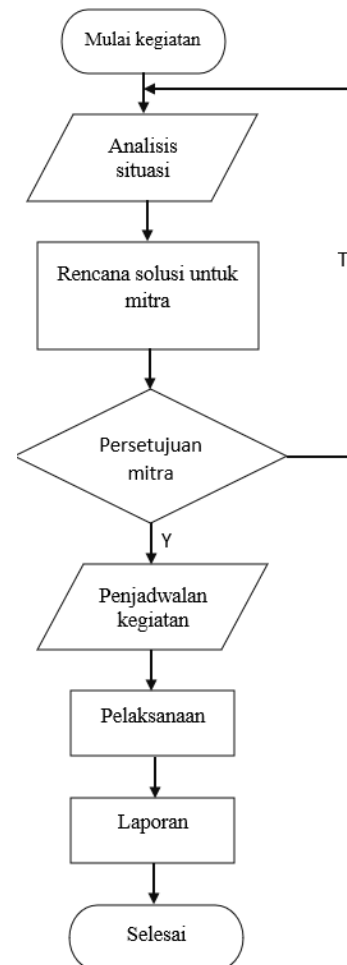 Mulai kegiatan
Analisis
situasi
Rencana solusi untuk
mitra
T
Persetujuan
mitra
Y
Penjadwalan
kegiatan
Pelaksanaan
Laporan
Selesai